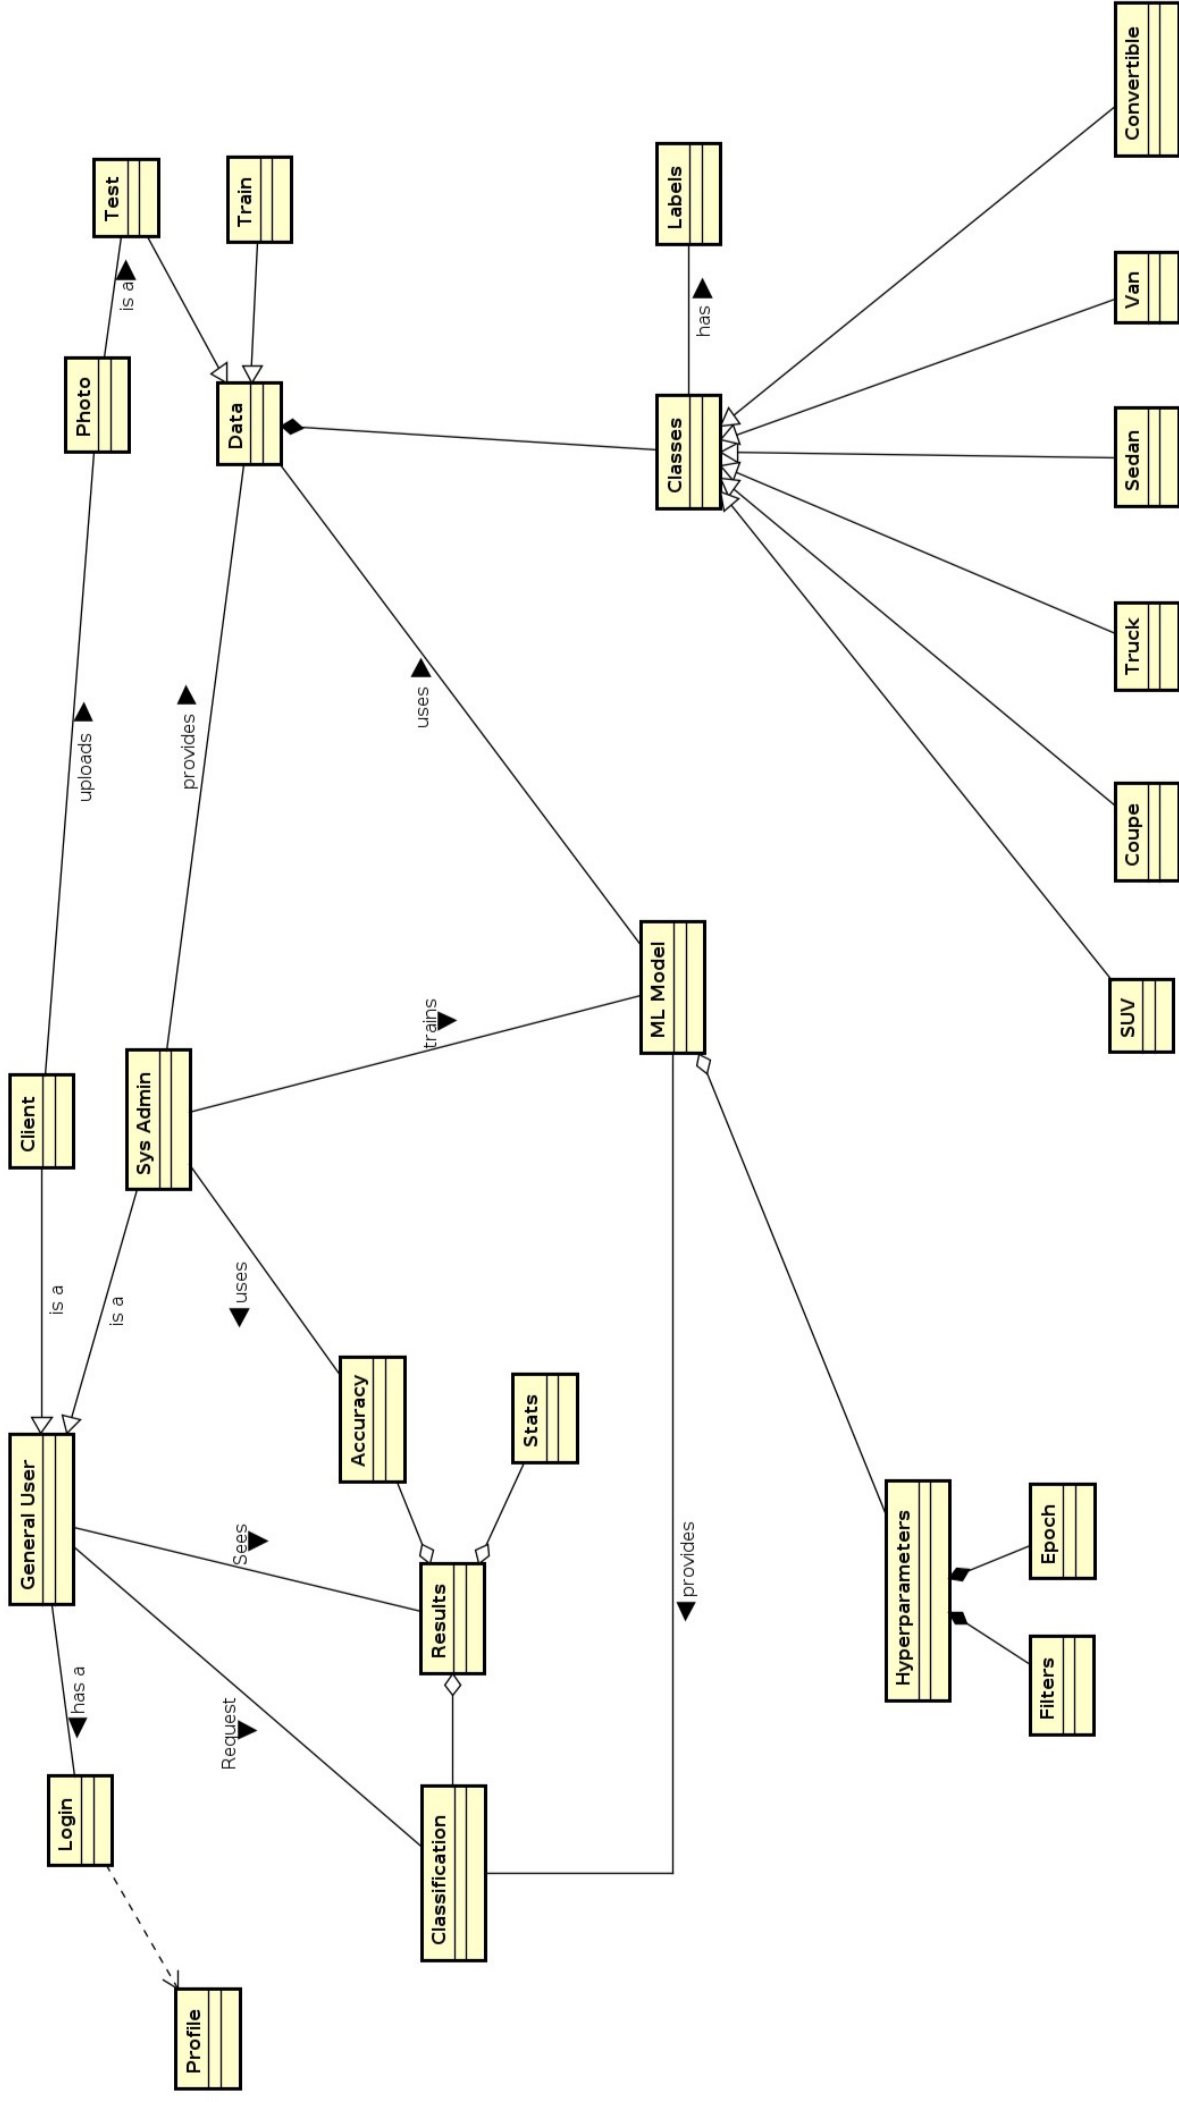 Profile
Login
has a
General User
is a
is a
Client
uploads
Photo
is a
Test
Train
Data
provides
Sys Admin
uses
Accuracy
Sees
Request
Classification
Results
Stats
trains
uses
ML Model
provides
Classes
has
Labels
Hyperparameters
Filters
Epoch
SUV
Coupe
Truck
Sedan
Van
Convertible